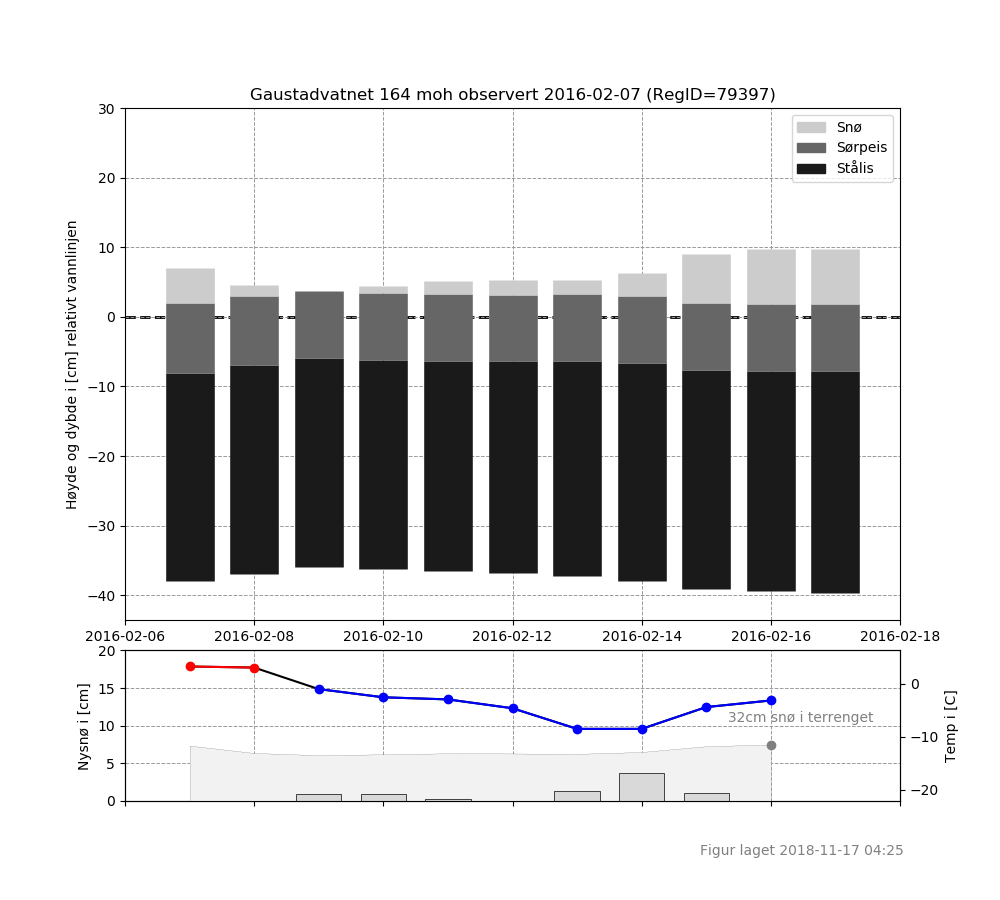 Gaustadvatnet 164 moh observert 2016-02-07 (RegID=79397)
Høyde og dybde i [cm] relativt vannlinjen
30
20
10
0
−10
−20
−30
−40
Snø
Sørpeis
Stålis
2016-02-06 2016-02-08 2016-02-10 2016-02-12 2016-02-14 2016-02-16 2016-02-18
Nysnø i [cm]
20
15
10
5
0
32cm snø i terrenget
0
−10
−20
Temp i [C]
Figur laget 2018-11-17 04:25